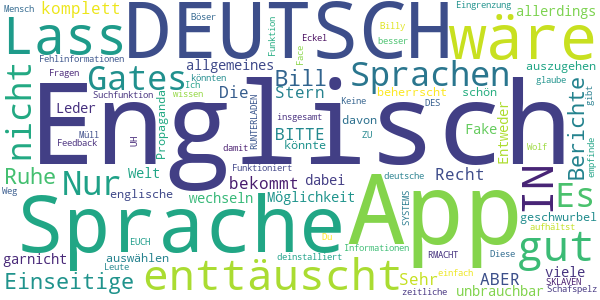 Mensch komplett Böser Funktion Eckel Billy besser Eingrenzung allerdings
Fehlinformationen Lass DEUTSCH wäre
nicht Fragen Suchfunktion allgemeines Face Sprachen auszugehen
könnten Gates Bill beherrscht schön glaube
Müll Ich wissen Die Stern Keine DES Berichte gibt
Leder Feedback Propaganda RUNTERLADEN BITTE insgesamt davon ZU Fake Entweder Wolf empfinde
UH damit könnte
Englisch
Ruhe Nur Welt Funktioniert dabei deutsche Recht IN Es
Weg englische bekommt Möglichkeit SYSTEMS viele
Sprache wechseln App geschwurbel
garnicht EUCH auswählen Du Informationen RMACHT Diese aufhältst gut
Einseitige Leute enttäuscht deinstalliert Sehr einfach ABER SKLAVEN
zeitliche unbrauchbar Schafspelz